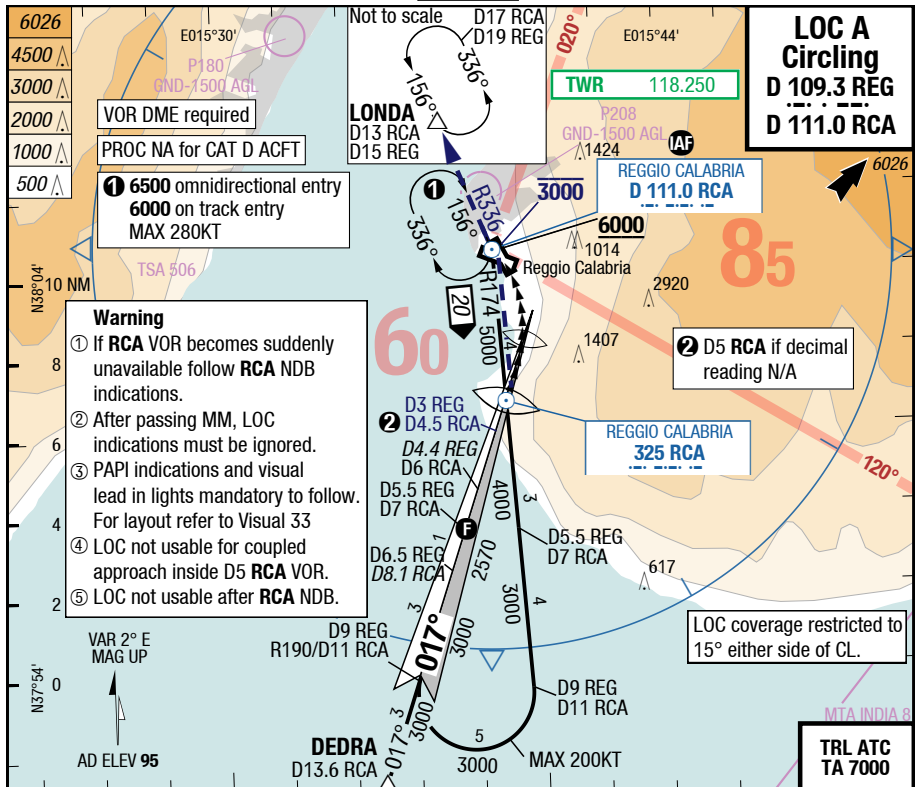 6026
4500
3000
2000
1000
500
E015°30'
P180
GND-1500 AGL
VOR DME required
PROC NA for CAT D ACFT
1 6500 omnidirectional entry
6000 on track entry
MAX 280KT
TSA 506
Not to scale
D17 RCA
D19 REG
336°
156°
LONDA
D13 RCA
D15 REG
020°
E015°44'
TWR 118.250
P208
GND-1500 AGL
IAF
1424
REGGIO CALABRIA
D 111.0 RCA
LOC A
Circling
D 109.3 REG
D 111.0 RCA
6026
1
R336
156°
336°
3000
6000
1014
Reggio Calabria
85
2920
N38°04'
10 NM
8
6
4
2
0
N37°54'
Warning
① If RCA VOR becomes suddenly
unavailable follow RCA NDB
indications.
② After passing MM, LOC
indications must be ignored.
③ PAPI indications and visual
lead in lights mandatory to follow.
For layout refer to Visual 33
④ LOC not usable for coupled
approach inside D5 RCA VOR.
⑤ LOC not usable after RCA NDB.
60
20
R174
5000
4
1407
2 D5 RCA if decimal
reading N/A
REGGIO CALABRIA
325 RCA
120°
D3 REG
2 D4.5 RCA
D4.4 REG
D6 RCA
D5.5 REG
D7 RCA
F
4000
3
1
2570
D5.5 REG
D7 RCA
D6.5 REG
D8.1 RCA
3000
4
617
3
3000
D9 REG
R190/D11 RCA
017°
LOC coverage restricted to
15° either side of CL.
D9 REG
D11 RCA
MTA INDIA 8
VAR 2° E
MAG UP
AD ELEV 95
3
3000
017°
DEDRA
D13.6 RCA
5
3000
MAX 200KT
TRL ATC
TA 7000